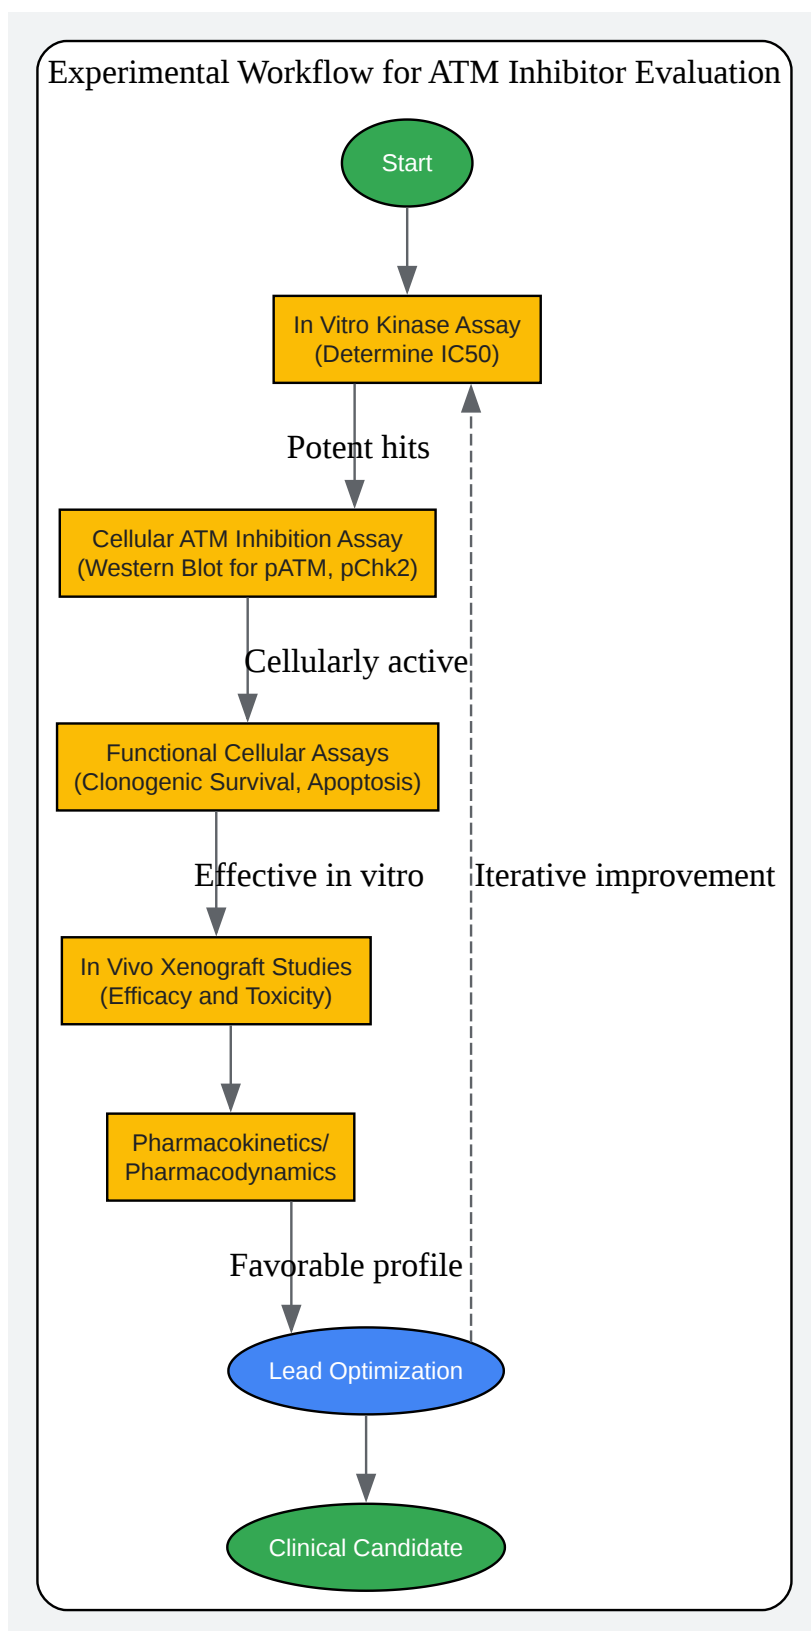 Experimental Workflow for ATM Inhibitor Evaluation
Start
In Vitro Kinase Assay
(Determine IC50)
Potent hits
Cellular ATM Inhibition Assay
(Western Blot for pATM, pChk2)
Cellularly active
Functional Cellular Assays
(Clonogenic Survival, Apoptosis)
Effective in vitro
Iterative improvement
In Vivo Xenograft Studies
(Efficacy and Toxicity)
Pharmacokinetics/
Pharmacodynamics
Favorable profile
Lead Optimization
Clinical Candidate